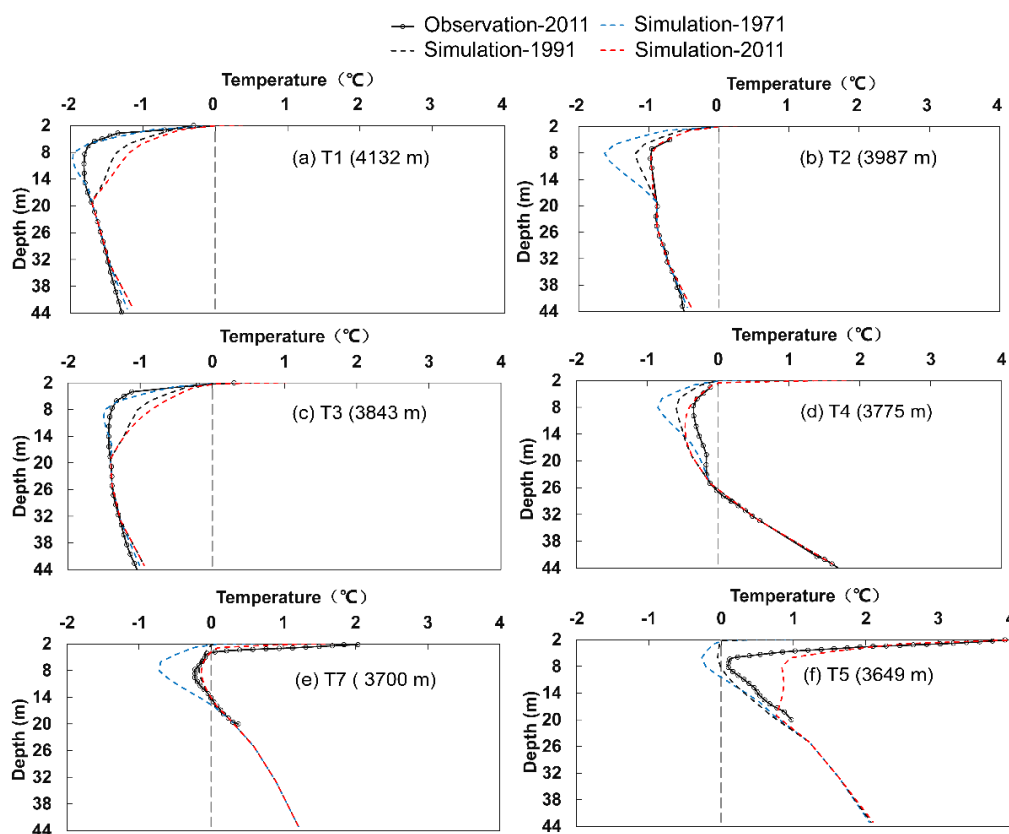 Observation-2011 Simulation-1971
Simulation-1991 Simulation-2011
Temperature (℃) Temperature (℃)
-2 -1 0 1 2 3 4 -2 -1 0 1 2 3 4
2 8 14 20 26 32 38 44
Depth (m)
(a) T1 (4132 m)
2 8 14 20 26 32 38 44
Depth (m)
(b) T2 (3987 m)
Temperature (℃) Temperature (℃)
-2 -1 0 1 2 3 4 -2 -1 0 1 2 3 4
2 8 14 20 26 32 38 44
Depth (m)
(c) T3 (3843 m)
2 8 14 20 26 32 38 44
Depth (m)
(d) T4 (3775 m)
Temperature (℃) Temperature (℃)
-2 -1 0 1 2 3 4 -2 -1 0 1 2 3 4
2 8 14 20 26 32 38 44
Depth (m)
(e) T7 ( 3700 m)
2 8 14 20 26 32 38 44
Depth (m)
(f) T5 (3649 m)